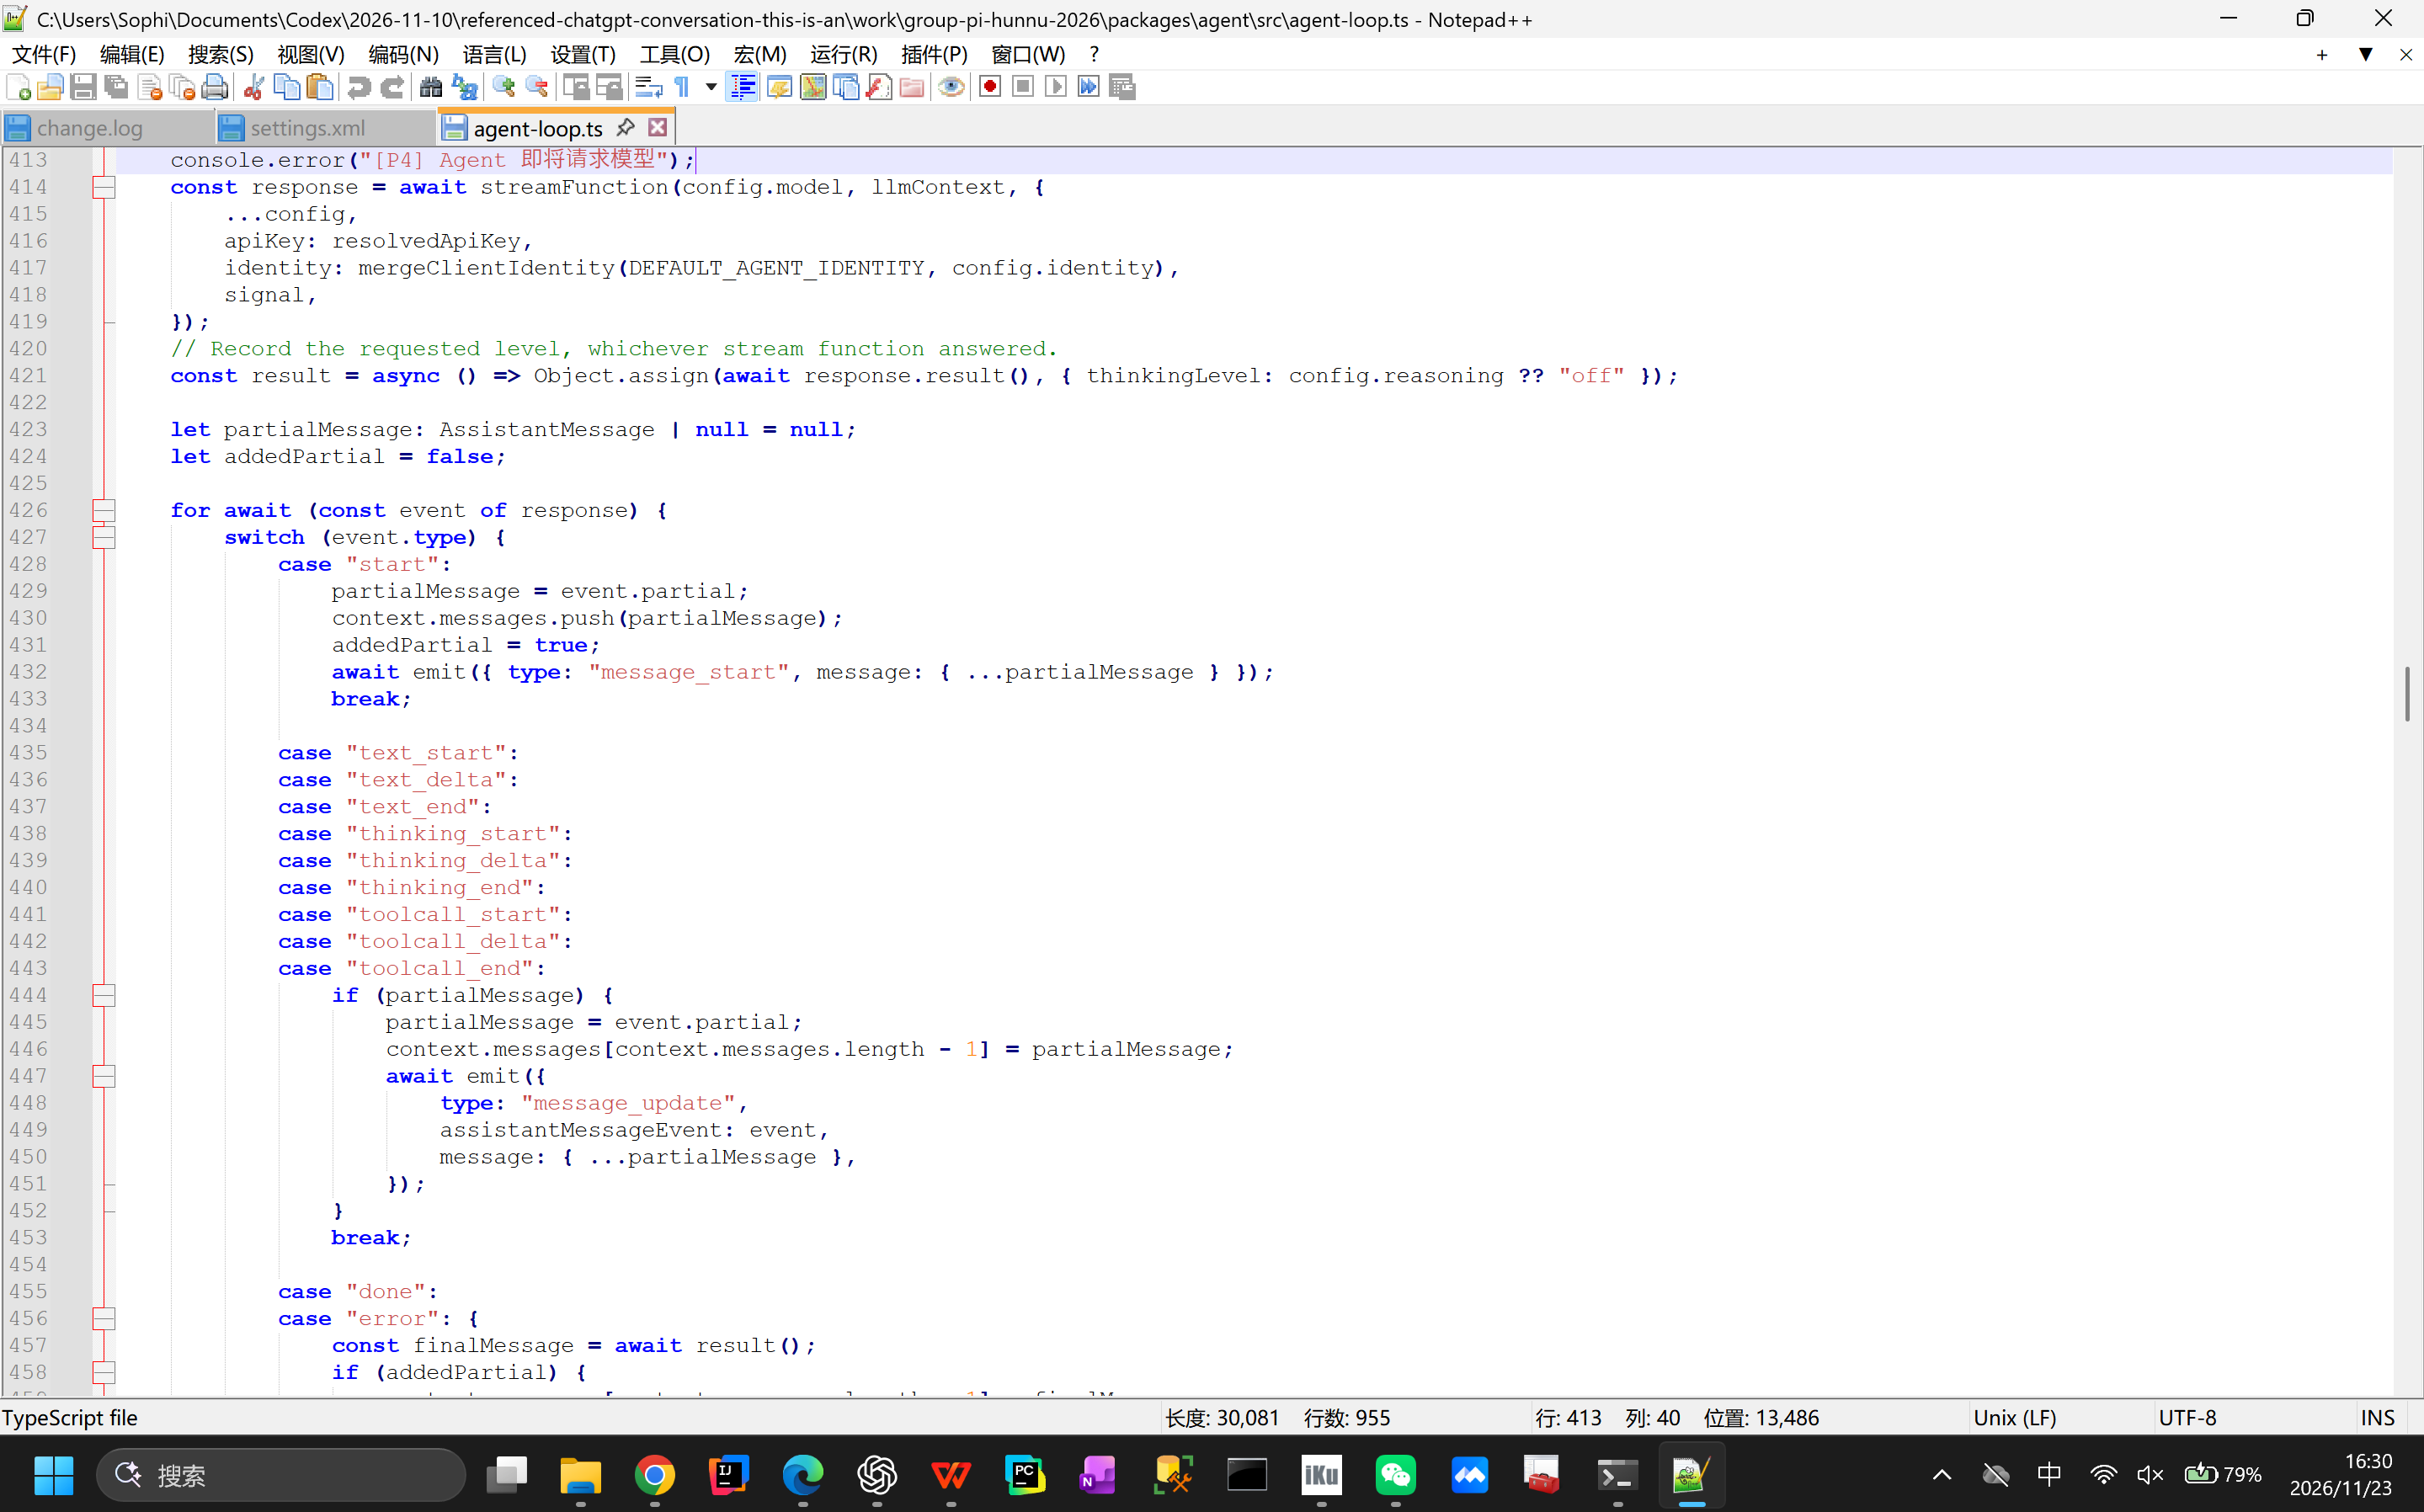 C:\Users\Sophi\Documents\Codex\2026-11-10\referenced-chatgpt-conversation-this-is-an\work\group-pi-hunnu-2026\packages\agent\src\agent-loop.ts - Notepad++
文件(F) 编辑(E) 搜索(S) 视图(V) 编码(N) 语言(L) 设置(T) 工具(O) 宏(M) 运行(R) 插件(P) 窗口(W) ?
change.log settings.xml agent-loop.ts
413 console.error("[P4] Agent 即将请求模型");
414 const response = await streamFunction(config.model, llmContext, {
415 ...config,
416 apiKey: resolvedApiKey,
417 identity: mergeClientIdentity(DEFAULT_AGENT_IDENTITY, config.identity),
418 signal,
419 });
420 // Record the requested level, whichever stream function answered.
421 const result = async () => Object.assign(await response.result(), { thinkingLevel: config.reasoning ?? "off" });
422
423 let partialMessage: AssistantMessage | null = null;
424 let addedPartial = false;
425
426 for await (const event of response) {
427 switch (event.type) {
428 case "start":
429 partialMessage = event.partial;
430 context.messages.push(partialMessage);
431 addedPartial = true;
432 await emit({ type: "message_start", message: { ...partialMessage } });
433 break;
434
435 case "text_start":
436 case "text_delta":
437 case "text_end":
438 case "thinking_start":
439 case "thinking_delta":
440 case "thinking_end":
441 case "toolcall_start":
442 case "toolcall_delta":
443 case "toolcall_end":
444 if (partialMessage) {
445 partialMessage = event.partial;
446 context.messages[context.messages.length - 1] = partialMessage;
447 await emit({
448 type: "message_update",
449 assistantMessageEvent: event,
450 message: { ...partialMessage },
451 });
452 }
453 break;
454
455 case "done":
456 case "error": {
457 const finalMessage = await result();
458 if (addedPartial) {
TypeScript file 长度: 30,081 行数: 955 行: 413 列: 40 位置: 13,486 Unix (LF) UTF-8 INS
搜索 IJ PC N iKu 中 79% 16:30
2026/11/23